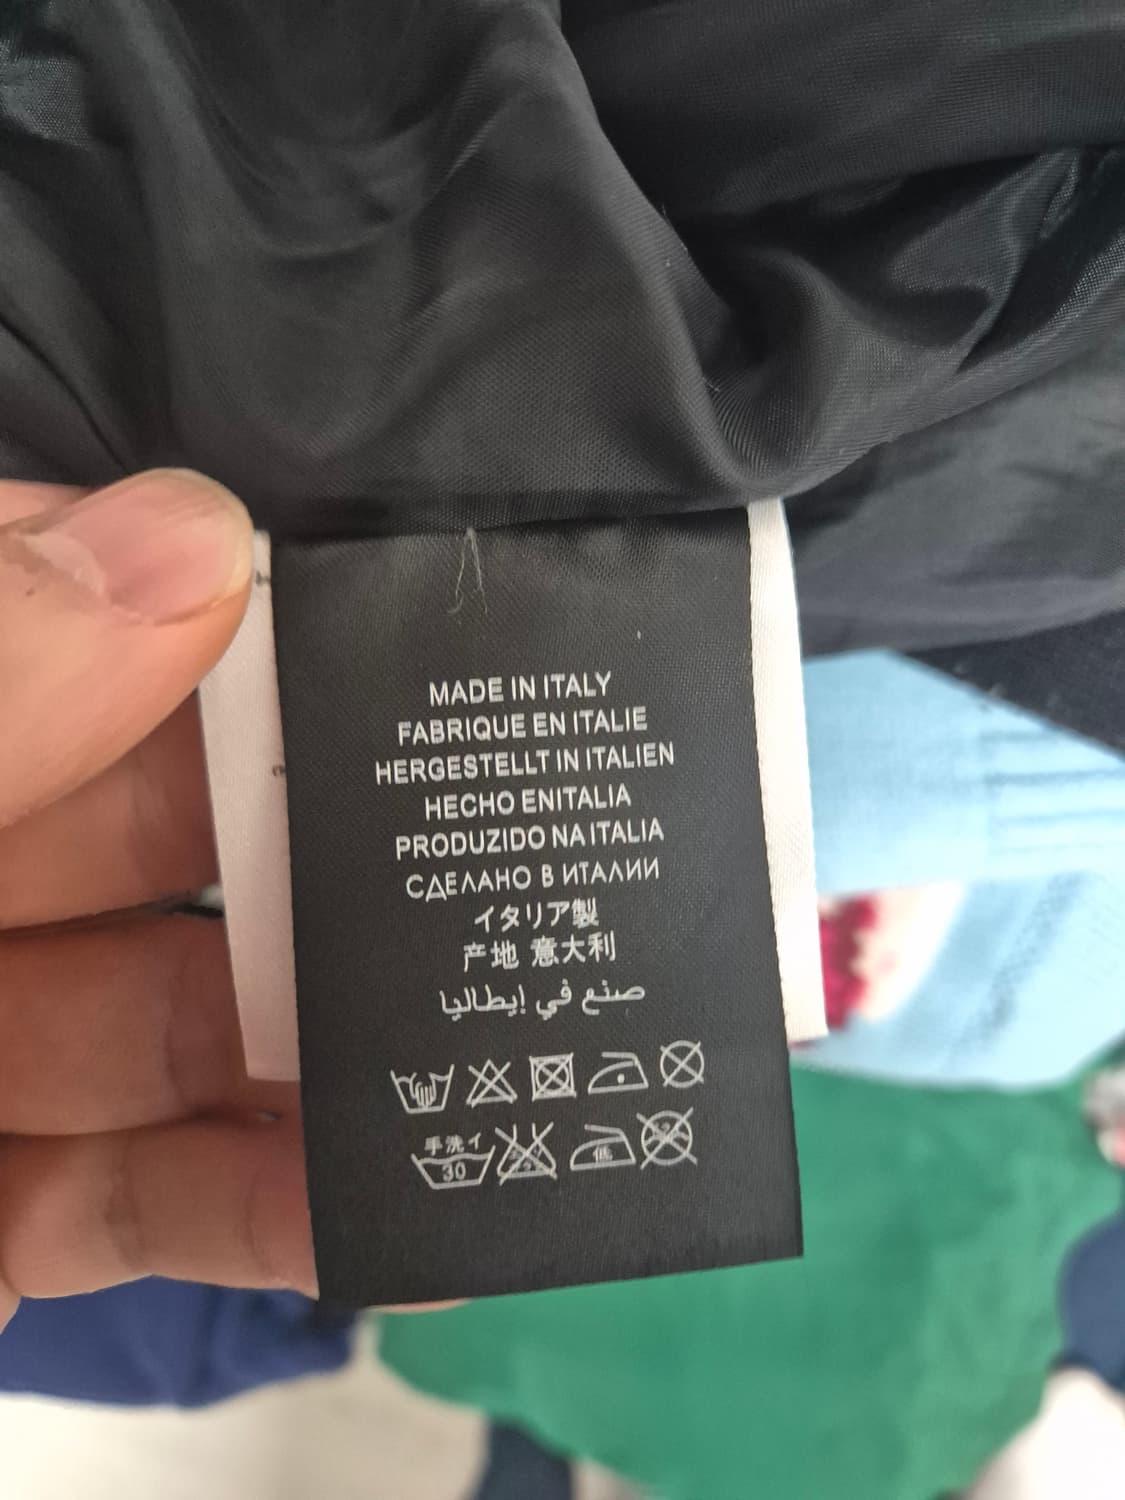 MADE IN ITALY
FABRIQUE EN ITALIE
HERGESTELLT IN ITALIEN
HECHO ENITALIA
PRODUZIDO NA ITALIA
СДЕЛАНО В ИТАЛИИ
イタリア製
产地 意大利
صنع في إيطاليا
手洗イ
30
低